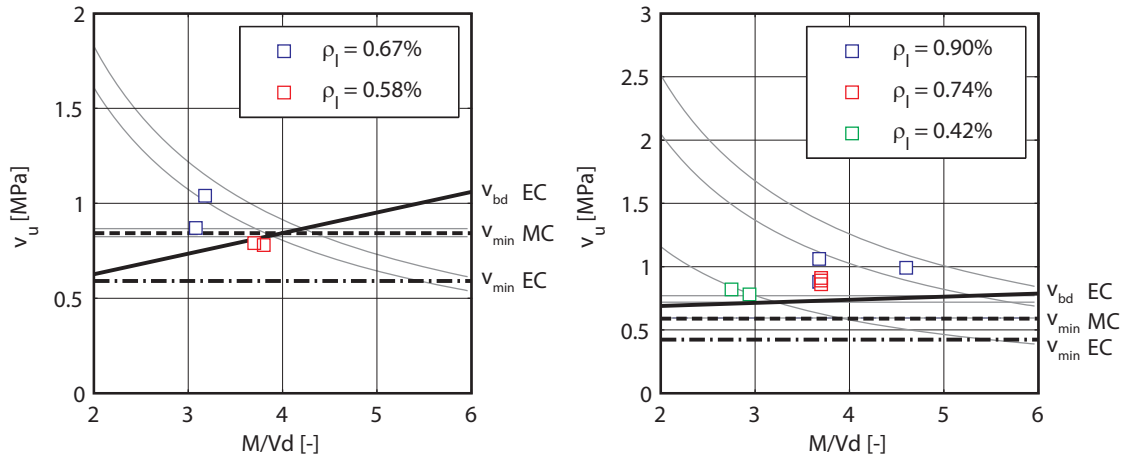 2
1.5
1
0.5
0
2 3 4 5 6
v_u [MPa]
M/Vd [-]
ρ_l = 0.67%
ρ_l = 0.58%
v_bd EC
v_min MC
v_min EC
3
2.5
2
1.5
1
0.5
0
2 3 4 5 6
v_u [MPa]
M/Vd [-]
ρ_l = 0.90%
ρ_l = 0.74%
ρ_l = 0.42%
v_bd EC
v_min MC
v_min EC